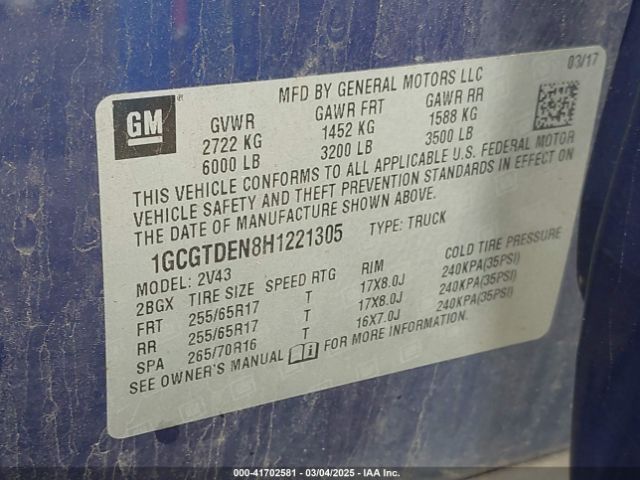 MFD BY GENERAL MOTORS LLC 03/17
GM
GVWR GAWR FRT GAWR RR
2722 KG 1452 KG 1588 KG
6000 LB 3200 LB 3500 LB
THIS VEHICLE CONFORMS TO ALL APPLICABLE U.S. FEDERAL MOTOR
VEHICLE SAFETY AND THEFT PREVENTION STANDARDS IN EFFECT ON
THE DATE OF MANUFACTURE SHOWN ABOVE.
1GCGTDEN8H1221305 TYPE: TRUCK
MODEL: 2V43
2BGX TIRE SIZE SPEED RTG RIM COLD TIRE PRESSURE
FRT 255/65R17 T 17X8.0J 240KPA(35PSI)
RR 255/65R17 T 17X8.0J 240KPA(35PSI)
SPA 265/70R16 T 16X7.0J 240KPA(35PSI)
SEE OWNER'S MANUAL i FOR MORE INFORMATION.
000-41702581 - 03/04/2025 - IAA Inc.